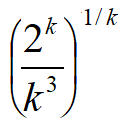 (2^k / k^3)^{1/k}